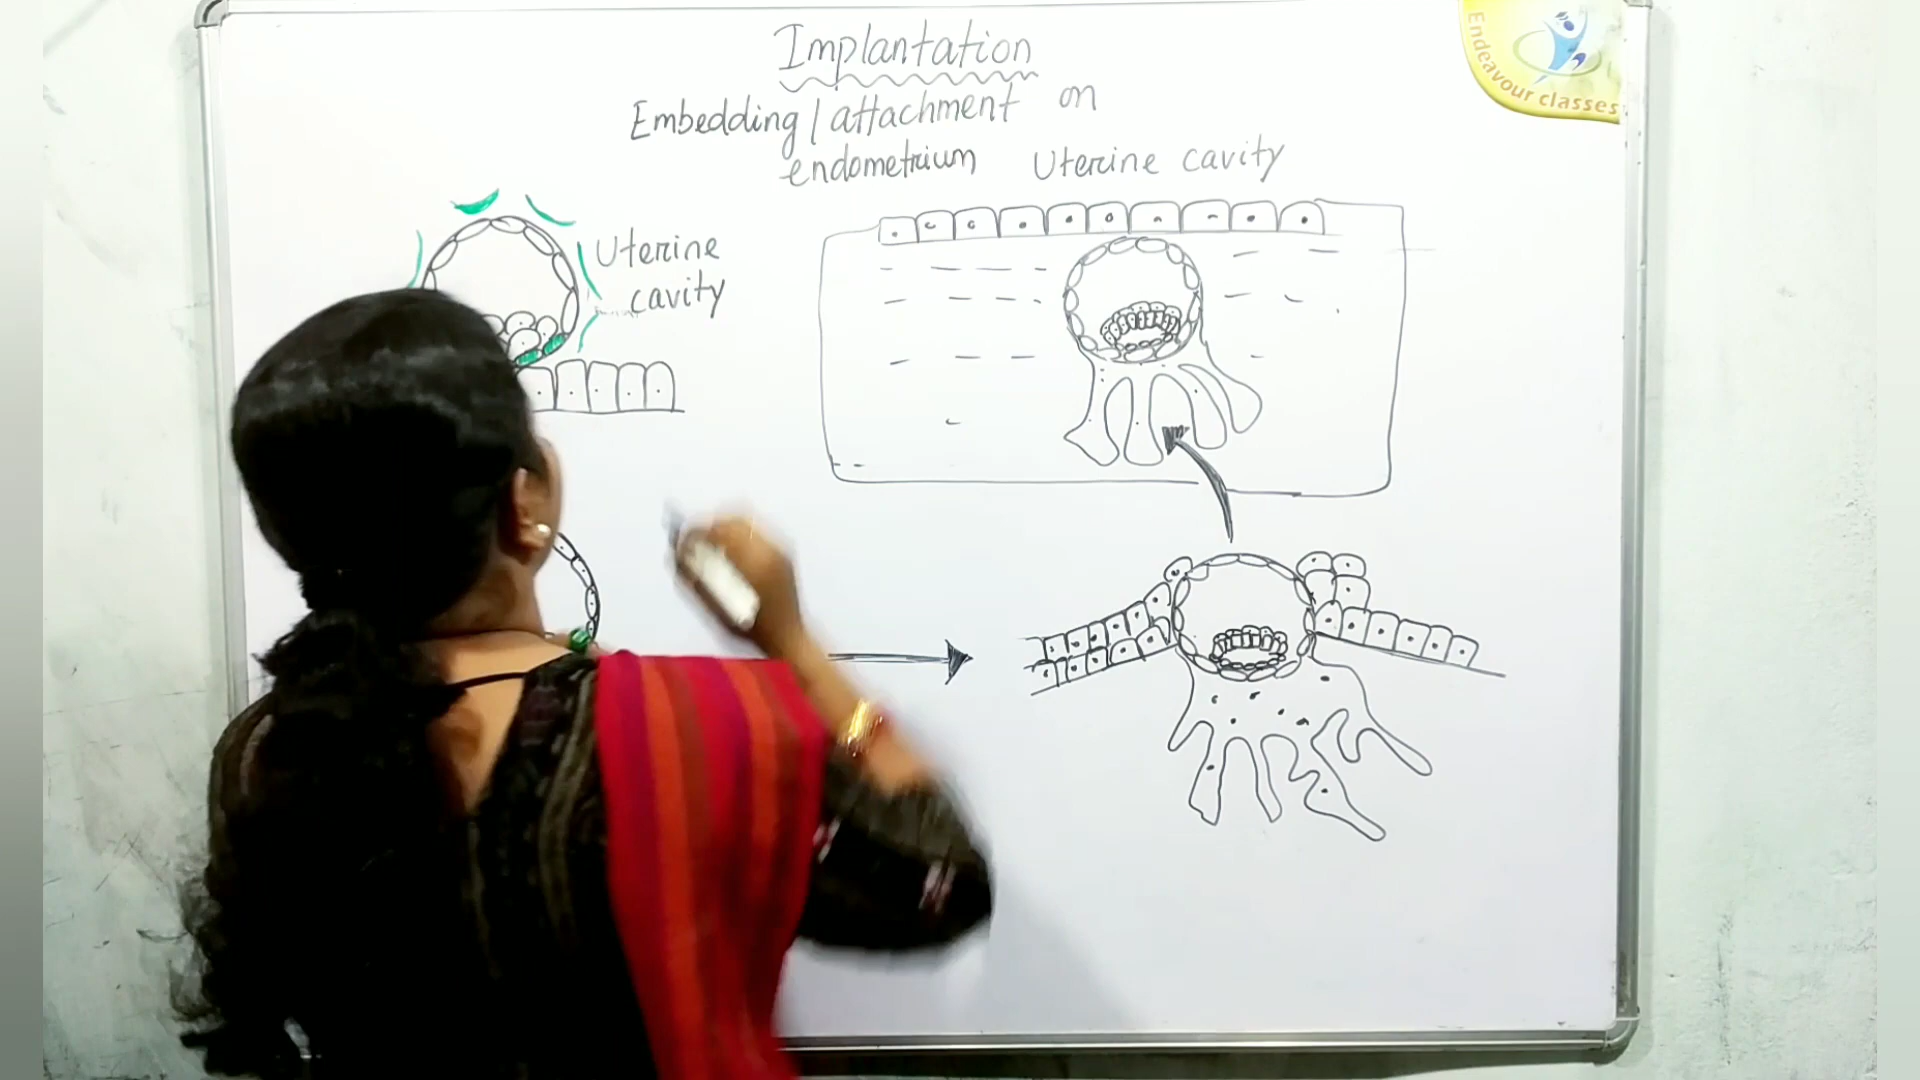 Implantation
Embedding/attachment on
endometrium
Uterine cavity
Uterine
cavity
Endeavour classes